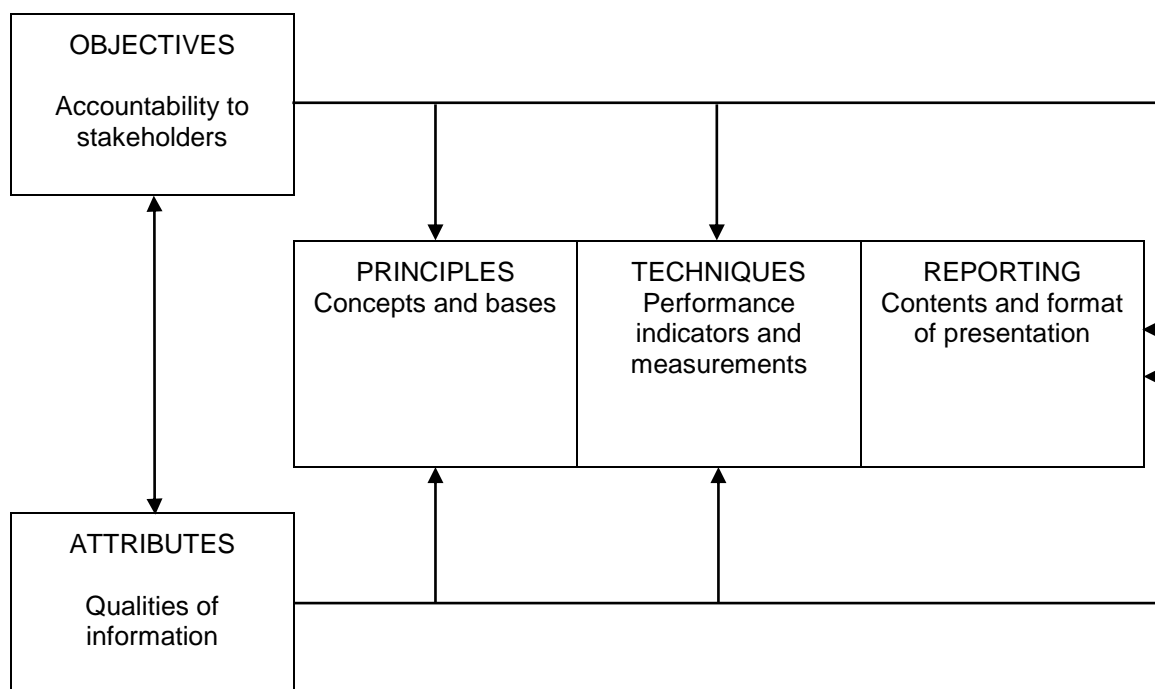 OBJECTIVES
Accountability to
stakeholders
PRINCIPLES
Concepts and bases
TECHNIQUES
Performance
indicators and
measurements
REPORTING
Contents and format
of presentation
ATTRIBUTES
Qualities of
information